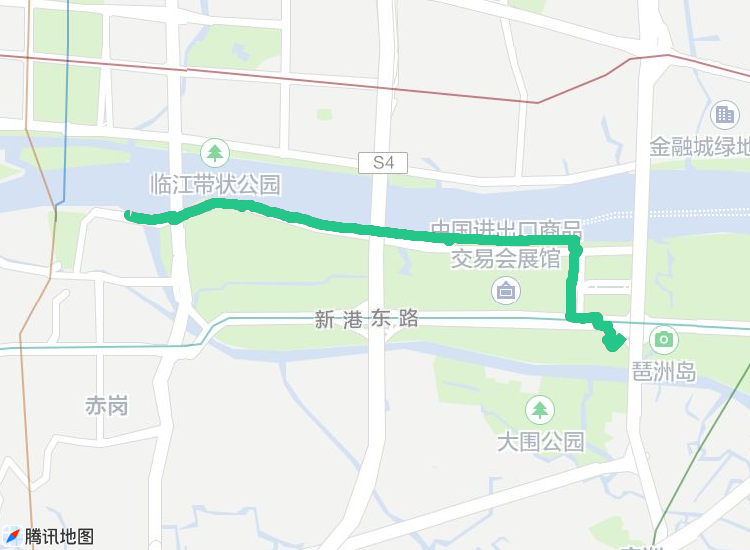 金融城绿地
S4
临江带状公园
中国进出口商品
交易会展馆
新港东路
琶洲岛
赤岗
大围公园
腾讯地图